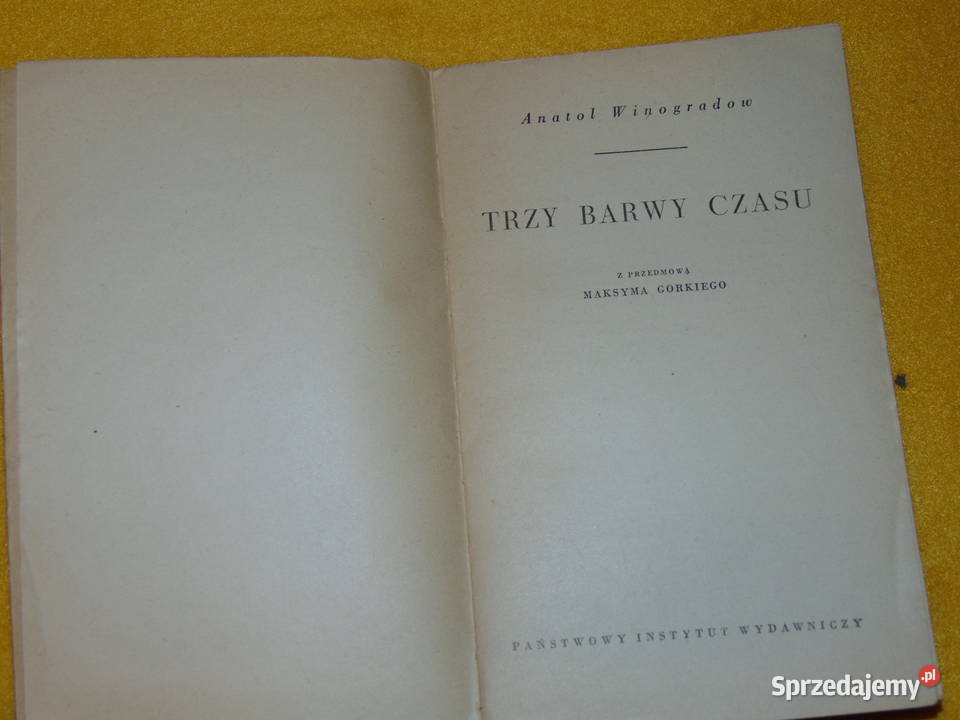 Anatol Winogradow
TRZY BARWY CZASU
Z PRZEDMOWĄ
MAKSYMA GORKIEGO
PAŃSTWOWY INSTYTUT WYDAWNICZY
Sprzedajemy.pl